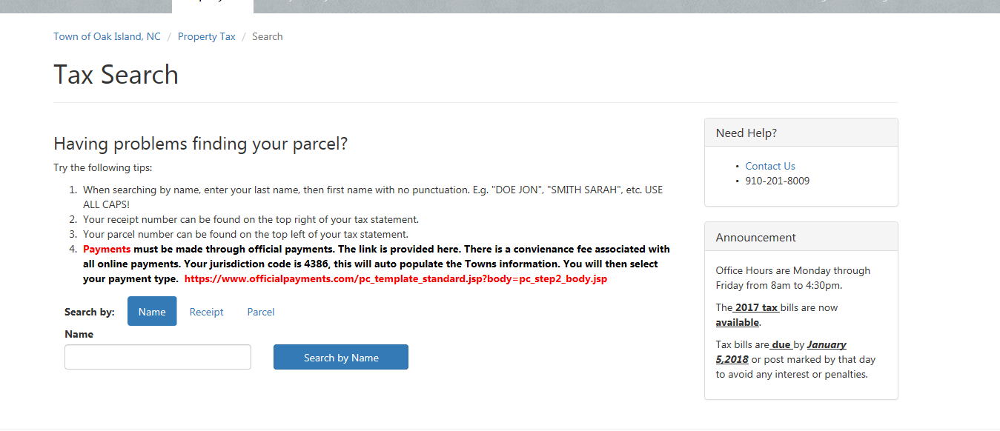 Town of Oak Island, NC / Property Tax / Search
Tax Search
Having problems finding your parcel?
Try the following tips:
1. When searching by name, enter your last name, then first name with no punctuation. E.g. "DOE JON", "SMITH SARAH", etc. USE
ALL CAPS!
2. Your receipt number can be found on the top right of your tax statement.
3. Your parcel number can be found on the top left of your tax statement.
4. Payments must be made through official payments. The link is provided here. There is a convienance fee associated with
all online payments. Your jurisdiction code is 4386, this will auto populate the Towns information. You will then select
your payment type. https://www.officialpayments.com/pc_template_standard.jsp?body=pc_step2_body.jsp
Search by: Name Receipt Parcel
Name
Search by Name
Need Help?
• Contact Us
• 910-201-8009
Announcement
Office Hours are Monday through
Friday from 8am to 4:30pm.
The 2017 tax bills are now
available.
Tax bills are due by January
5,2018 or post marked by that day
to avoid any interest or penalties.